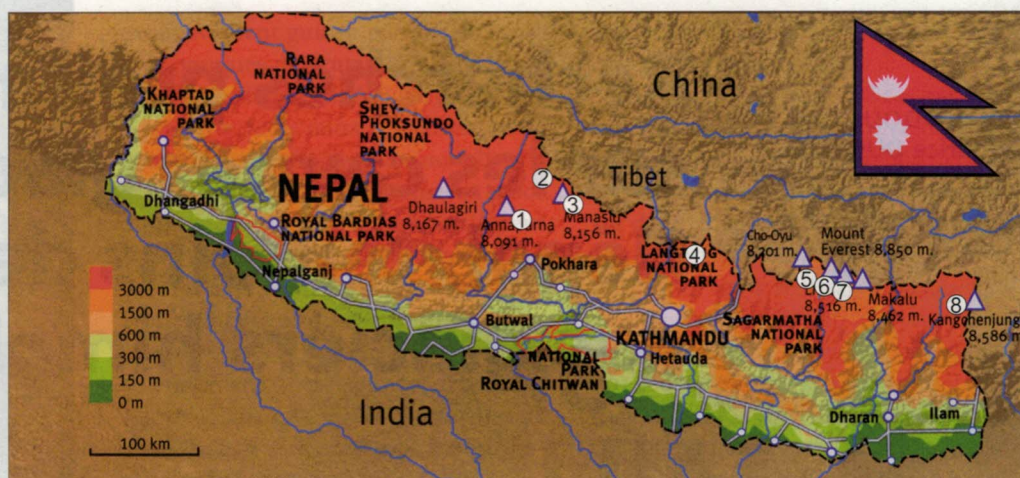 RARA
NATIONAL
PARK
KHAPTAD
NATIONAL
PARK
SHEY-
PHOKSUNDO
NATIONAL
PARK
China
Tibet
NEPAL
Dhangadhi
ROYAL BARDIAS
NATIONAL PARK
Nepalganj
Dhaulagiri
8,167 m.
2
3
1
Manaslu
8,156 m.
8,091 m.
Pokhara
4
NATIONAL
PARK
Cho-Oyu
8,201 m.
Mount
Everest 8,850 m.
5
6
7
8,516 m.
Makalu
8,462 m.
8
8,586 m
SAGARMATHA
NATIONAL
PARK
Butwal
KATHMANDU
Hetauda
NATIONAL
PARK
ROYAL CHITWAN
Dharan
Ilam
India
3000 m
1500 m
600 m
300 m
150 m
0 m
100 km